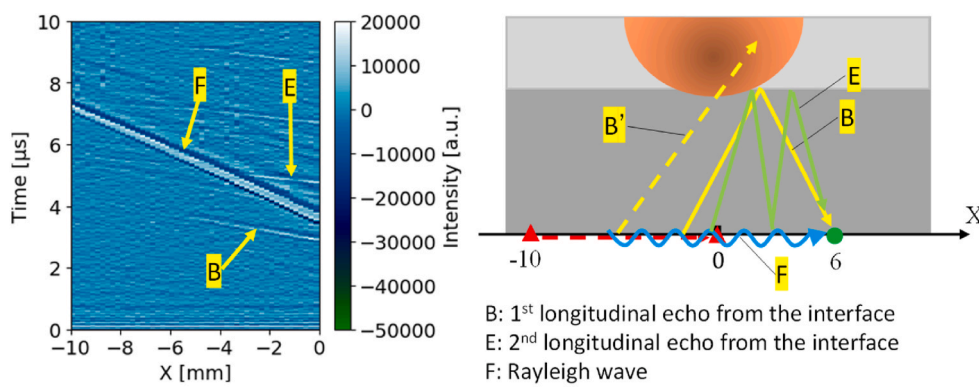 10
8
6
4
2
0
Time [µs]
-10
-8
-6
-4
-2
0
X [mm]
F
E
B
20000
10000
0
−10000
−20000
−30000
−40000
−50000
Intensity [a.u.]
B'
E
B
F
X
-10
0
6
B: 1st longitudinal echo from the interface
E: 2nd longitudinal echo from the interface
F: Rayleigh wave